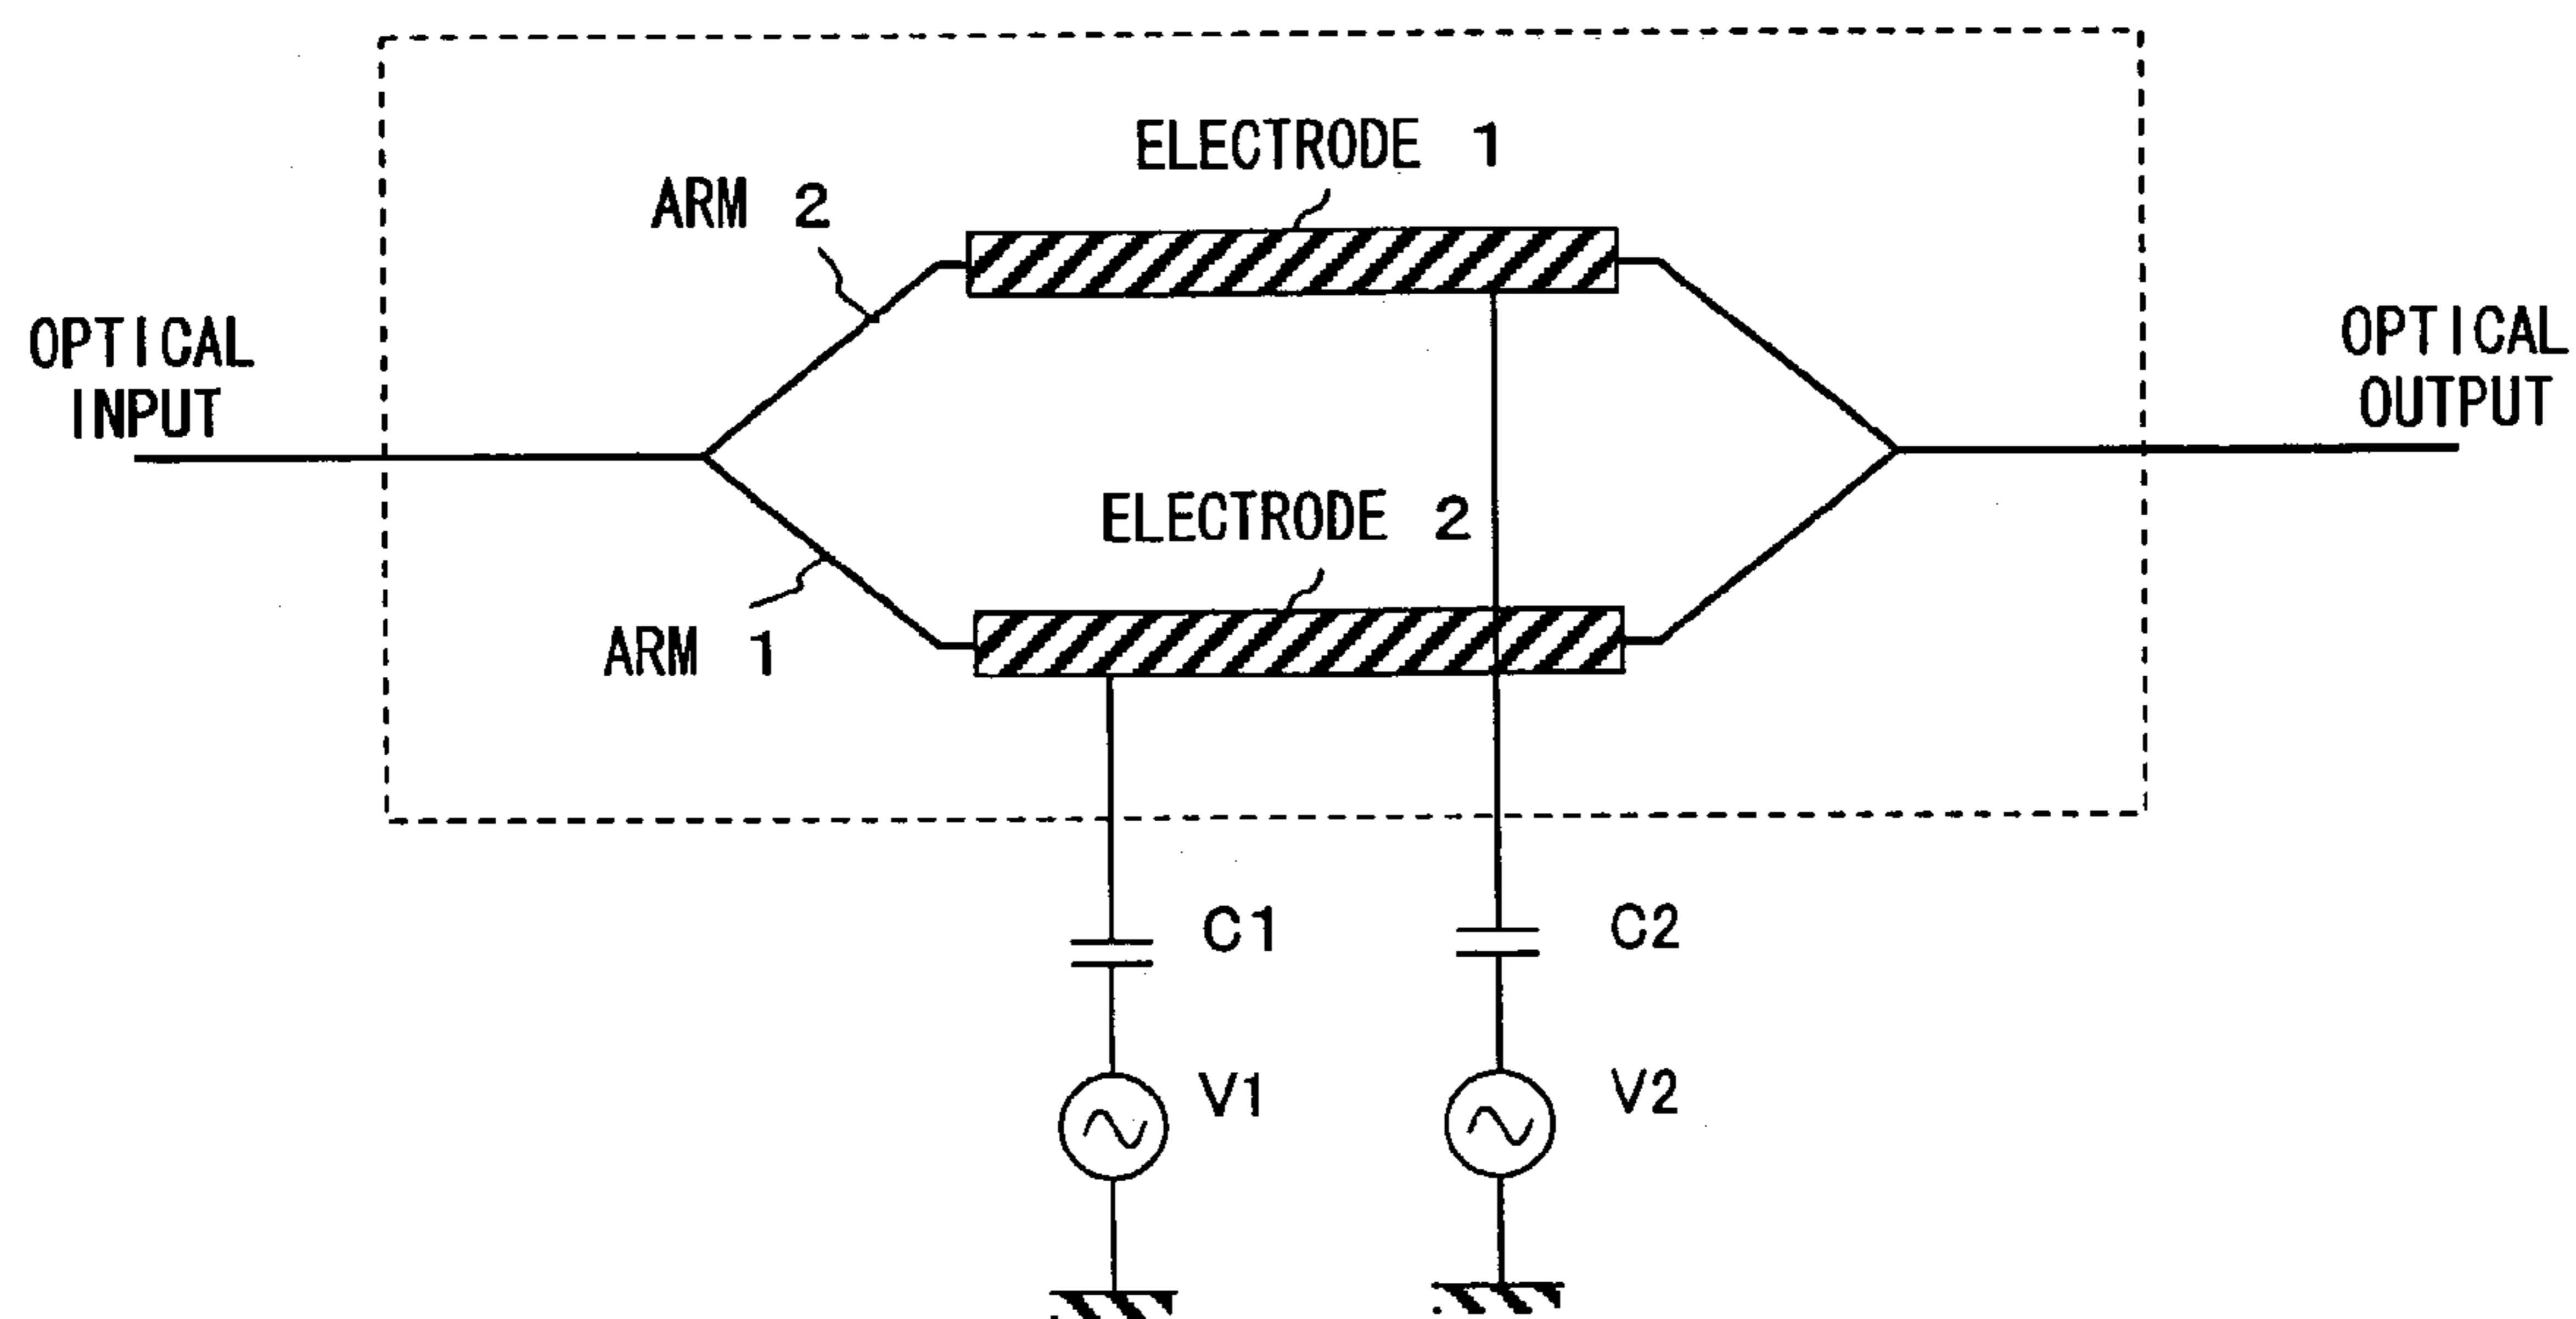 ELECTRODE 1
ARM 2
OPTICAL
INPUT
OPTICAL
OUTPUT
ELECTRODE 2
ARM 1
C1
C2
V1
V2